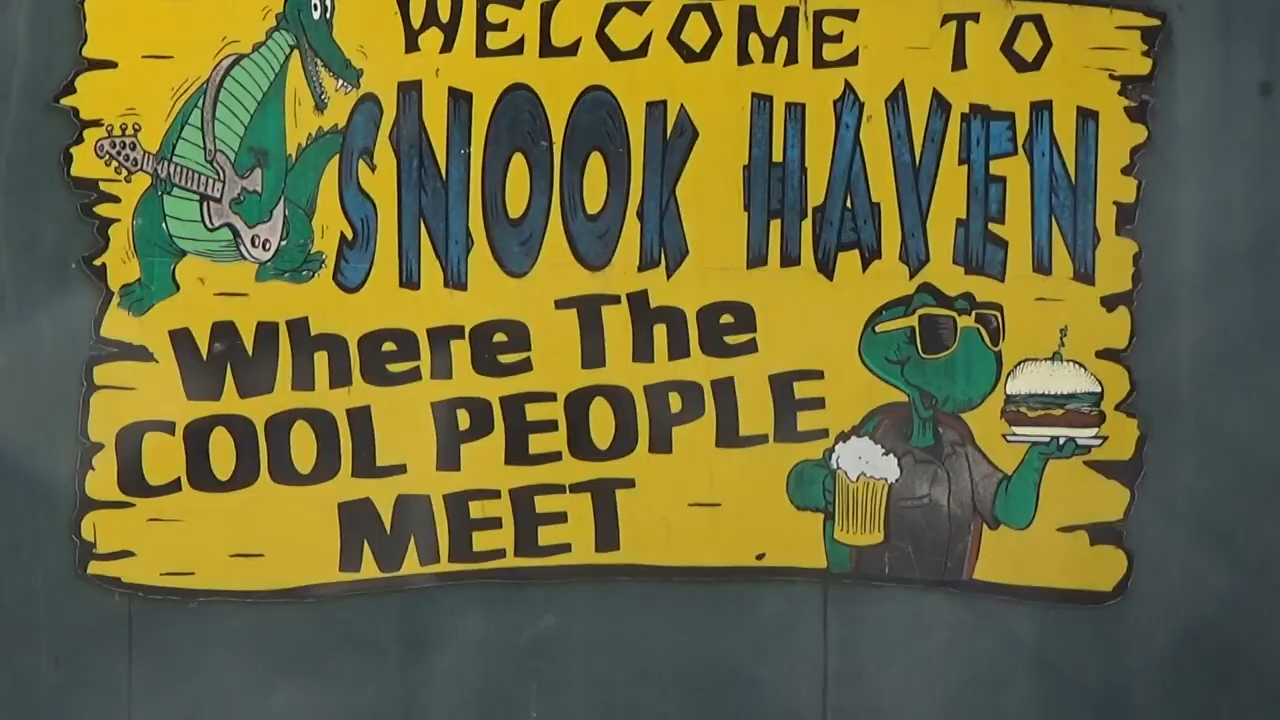 WELCOME TO
SNOOK HAVEN
Where The
COOL PEOPLE
MEET